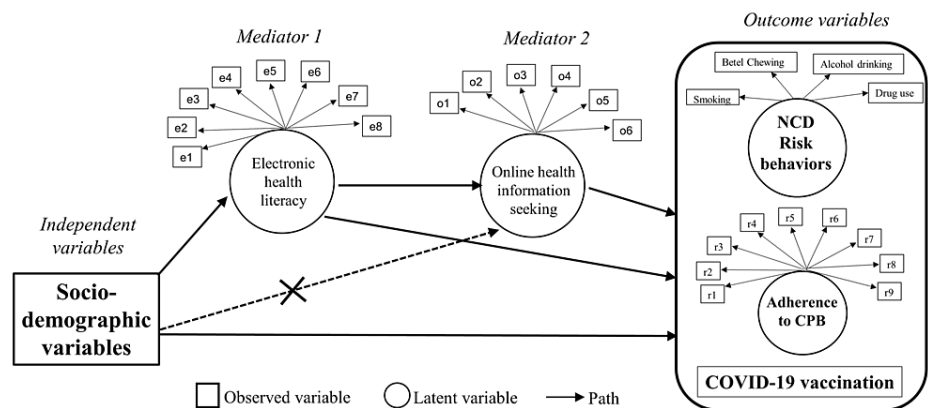 Outcome variables
Mediator 1
Mediator 2
Betel Chewing
Alcohol drinking
Smoking
Drug use
NCD
Risk
behaviors
e1
e2
e3
e4
e5
e6
e7
e8
Electronic
health
literacy
o1
o2
o3
o4
o5
o6
Online health
information
seeking
r1
r2
r3
r4
r5
r6
r7
r8
r9
Adherence
to CPB
COVID-19 vaccination
Independent
variables
Socio-
demographic
variables
Observed variable
Latent variable
Path